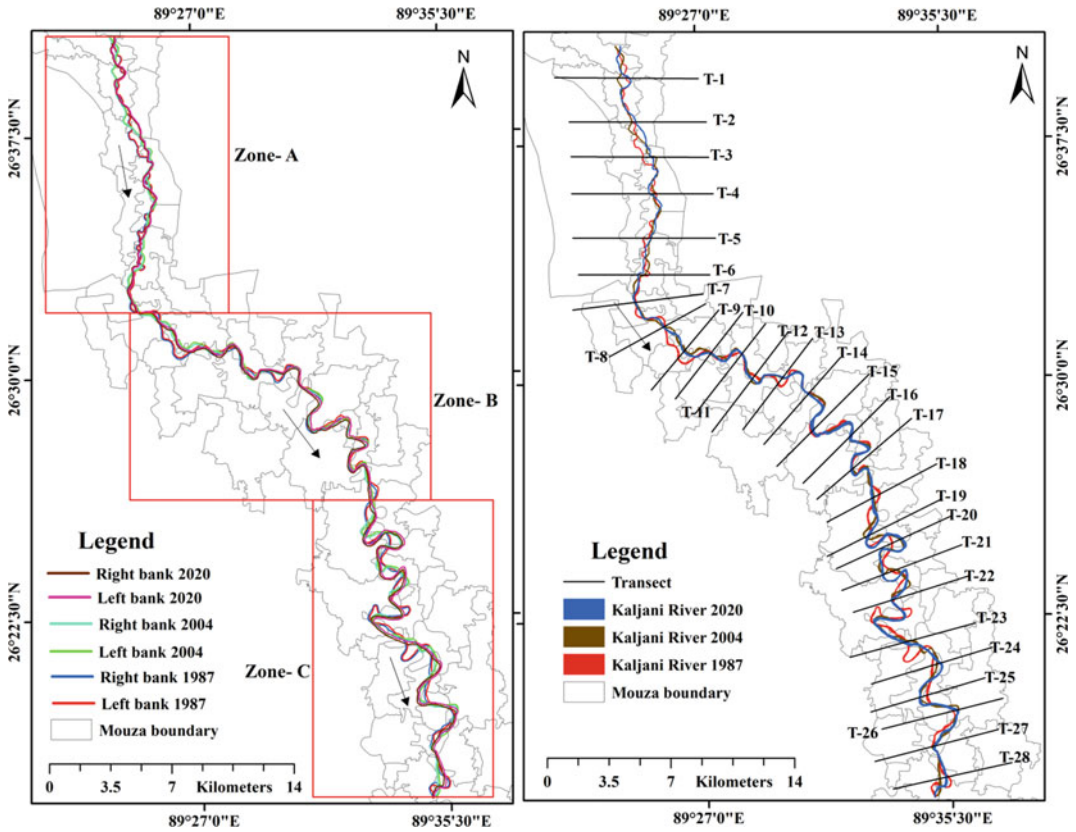 89°27'0"E
89°35'30"E
89°27'0"E
89°35'30"E
26°37'30"N
26°30'0"N
26°22'30"N
N
Zone- A
Zone- B
Zone- C
Legend
Right bank 2020
Left bank 2020
Right bank 2004
Left bank 2004
Right bank 1987
Left bank 1987
Mouza boundary
0 3.5 7 Kilometers 14
89°27'0"E
89°35'30"E
N
T-1
T-2
T-3
T-4
T-5
T-6
T-7
T-8
T-9
T-10
T-11
T-12
T-13
T-14
T-15
T-16
T-17
T-18
T-19
T-20
T-21
T-22
T-23
T-24
T-25
T-26
T-27
T-28
Legend
Transect
Kaljani River 2020
Kaljani River 2004
Kaljani River 1987
Mouza boundary
0 3.5 7 Kilometers 14
26°37'30"N
26°30'0"N
26°22'30"N
89°27'0"E
89°35'30"E